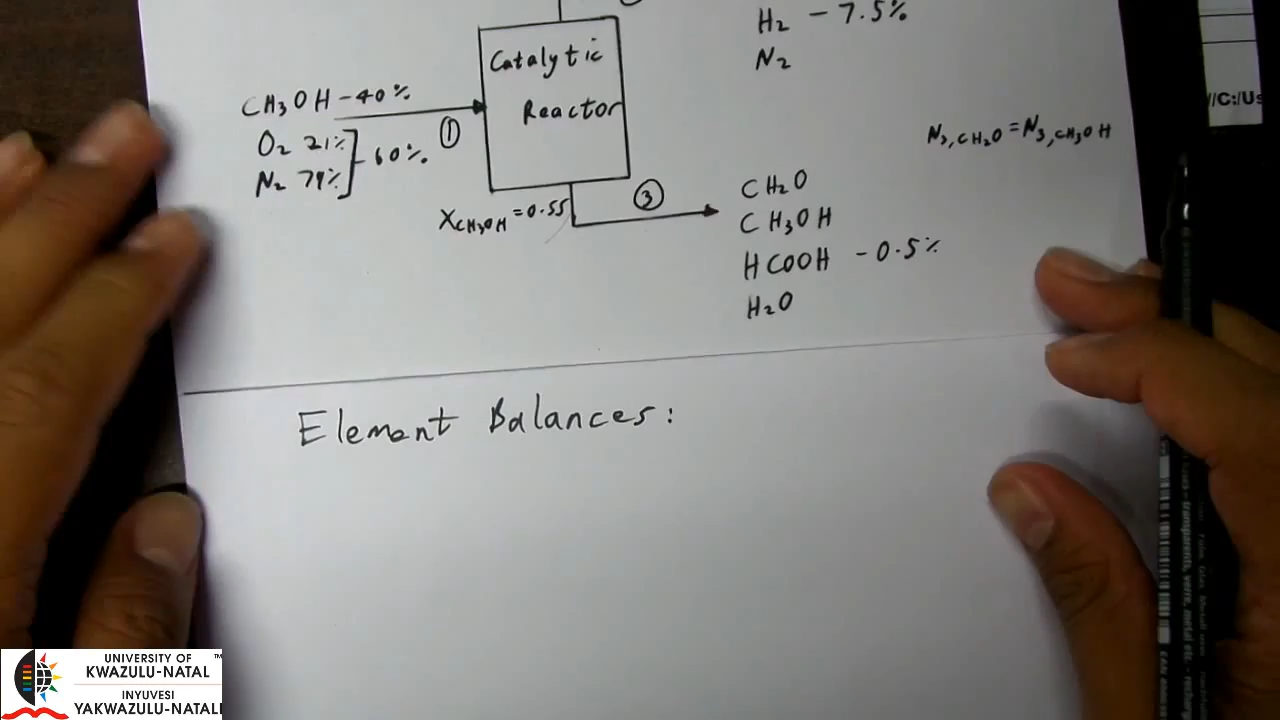 H₂ - 7.5%
N₂
Catalytic
Reactor
CH₃OH - 40%
①
O₂ 21%
N₂ 79%
- 60%
//C:/Us
N₃,CH₂O = N₃,CH₃OH
X CH₃OH = 0.55
③
CH₂O
CH₃OH
HCOOH - 0.5%
H₂O
Element Balances:
UNIVERSITY OF
KWAZULU-NATAL
INYUVESI
YAKWAZULU-NATALI